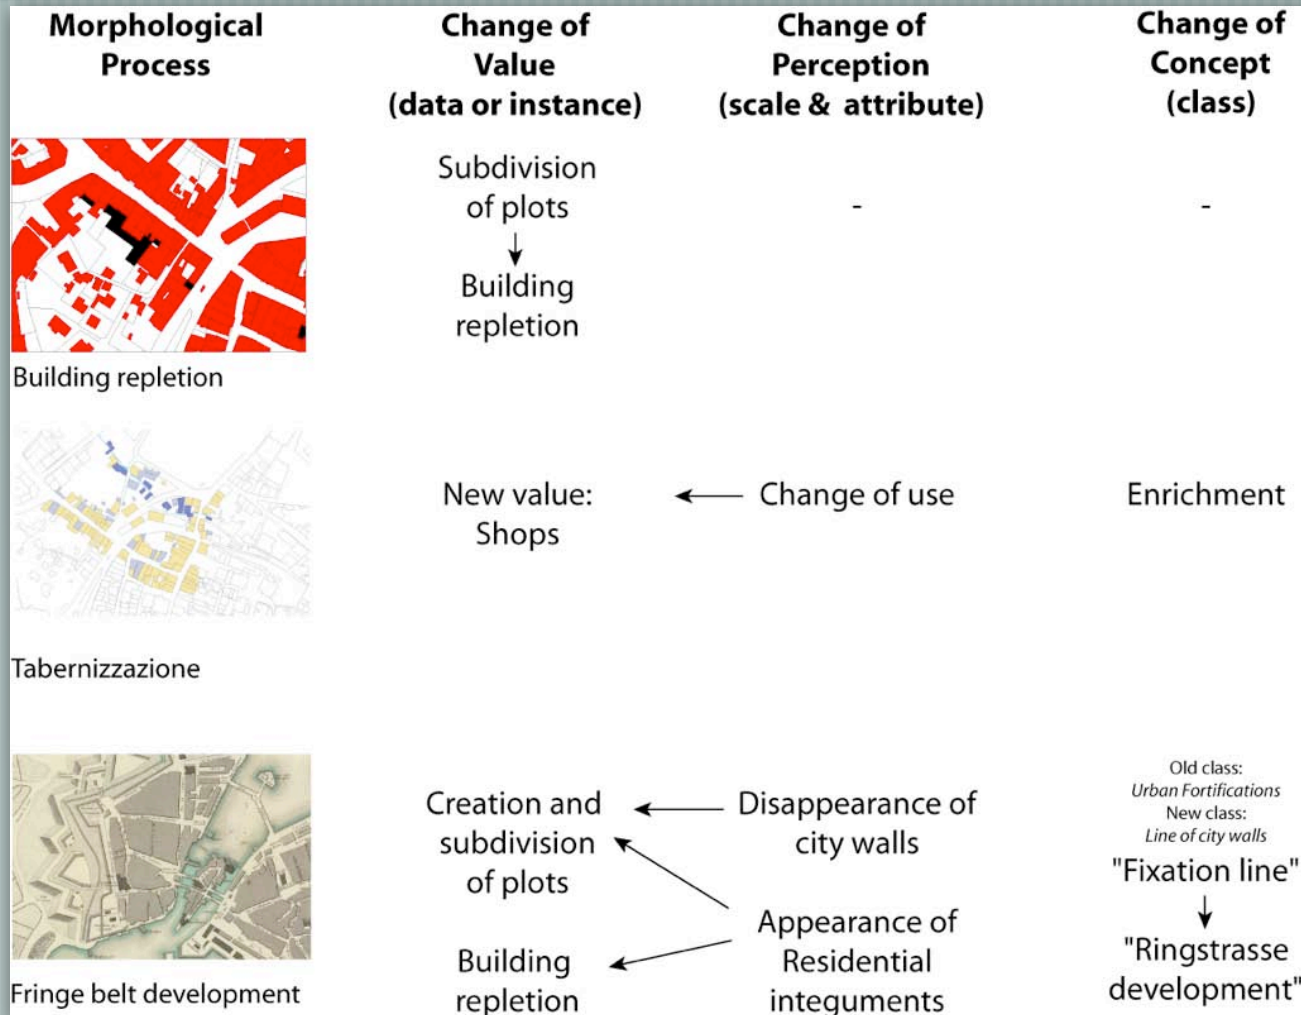 Morphological
Process
Change of
Value
(data or instance)
Change of
Perception
(scale & attribute)
Change of
Concept
(class)
Building repletion
Subdivision
of plots
Building
repletion
-
-
Tabernizzazione
New value:
Shops
Change of use
Enrichment
Fringe belt development
Creation and
subdivision
of plots
Building
repletion
Disappearance of
city walls
Appearance of
Residential
integuments
Old class:
Urban Fortifications
New class:
Line of city walls
"Fixation line"
"Ringstrasse
development"